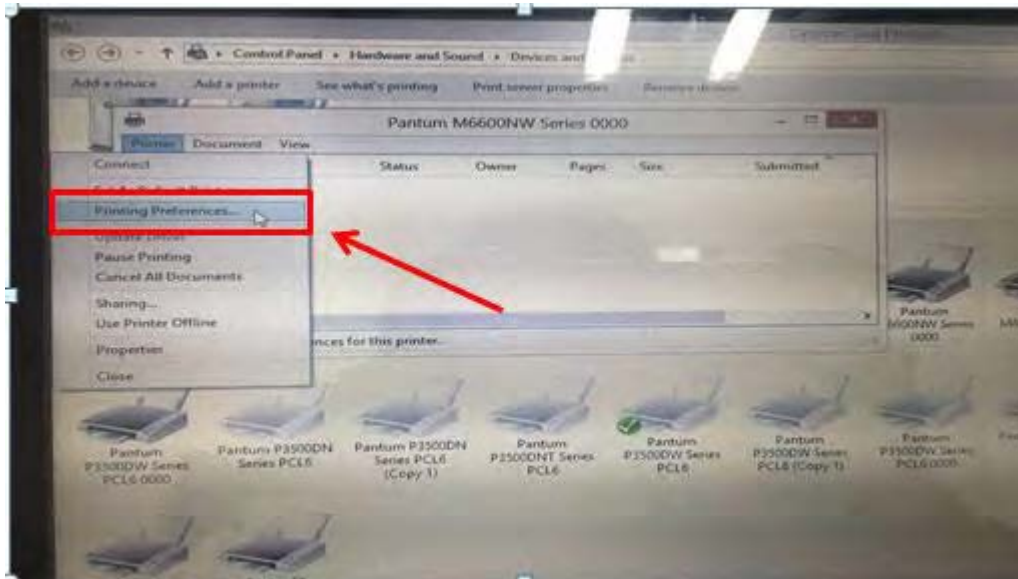 Control Panel ▸ Hardware and Sound ▸ Devices and
Add a device Add a printer See what's printing Print server properties Remove device
Pantum M6600NW Series 0000
Printer Document View
Connect
Status Owner Pages Size Submitted
Printing Preferences...
Update Driver
Pause Printing
Cancel All Documents
Sharing...
Use Printer Offline
Properties
Close
nces for this printer.
Pantum
M6600NW Series
0000
Pantum
P3500DW Series
PCL6 0000
Pantum P3500DN
Series PCL6
Pantum P3500DN
Series PCL6
(Copy 1)
Pantum
P3500DNT Series
PCL6
Pantum
P3500DW Series
PCL6
Pantum
P3500DW Series
PCL6 (Copy 1)
Pantum
P3500DW Series
PCL6 0000